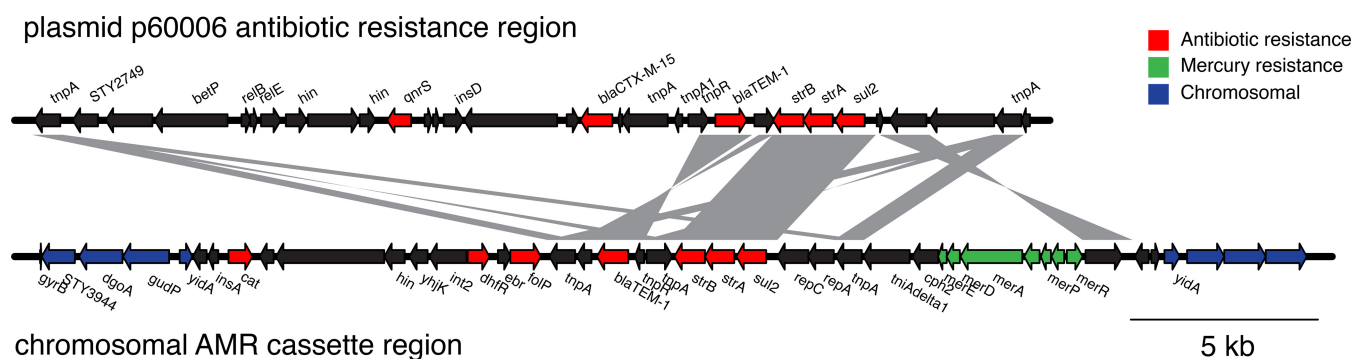 plasmid p60006 antibiotic resistance region
Antibiotic resistance
Mercury resistance
Chromosomal
tnpA STY2749 betP relB relE hin hin qnrS insD blaCTX-M-15 tnpA tnpA1 tnpR blaTEM-1 strB strA sul2 tnpA
gyrB STY3944 dgoA gudP yidA insA cat hin yhjK int2 dhfR ebr folP tnpA blaTEM-1 tnpR tnpA strB strA sul2 repC repA tnpA tniAdelta1 cph2 merE merD merA merP merR yidA
chromosomal AMR cassette region
5 kb